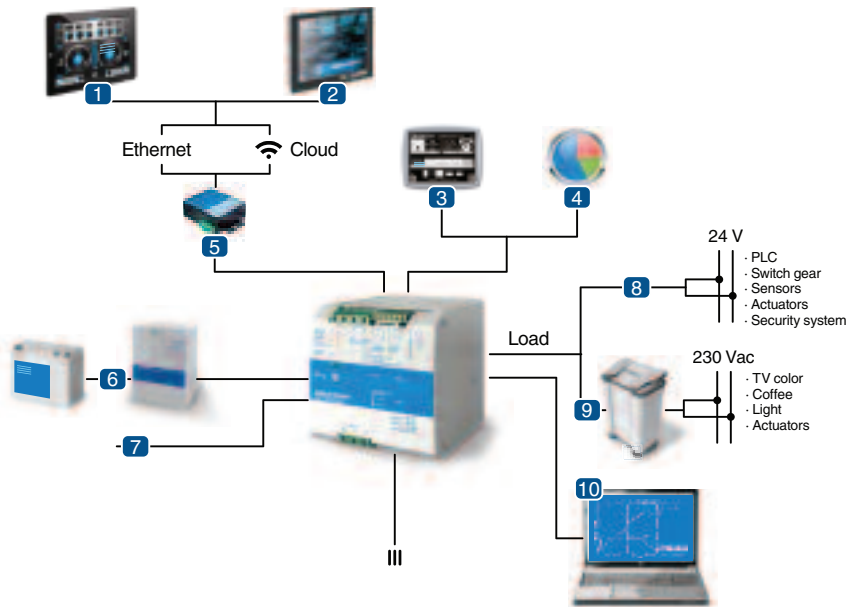 1
2
Ethernet
Cloud
3
4
5
24 V
· PLC
· Switch gear
· Sensors
· Actuators
· Security system
8
Load
6
7
230 Vac
· TV color
· Coffee
· Light
· Actuators
9
10